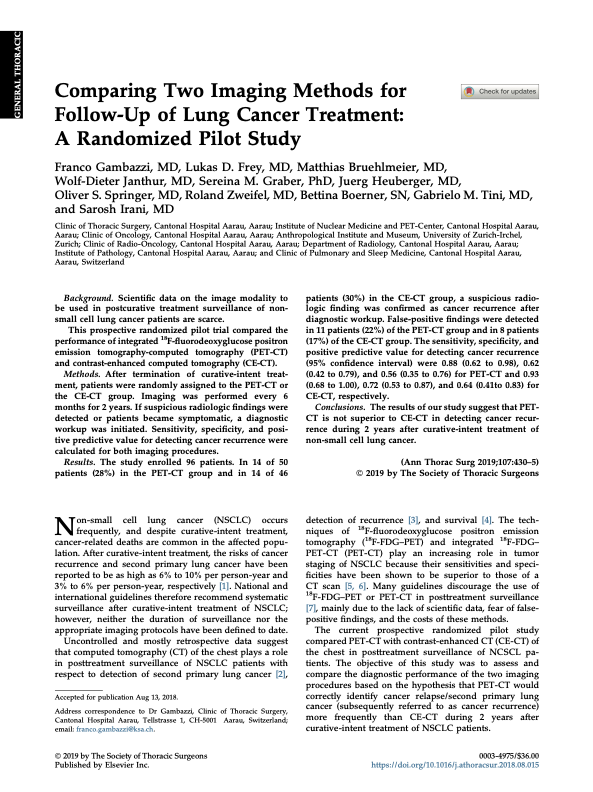 GENERAL THORACIC
Comparing Two Imaging Methods for
Follow-Up of Lung Cancer Treatment:
A Randomized Pilot Study
Check for updates
Franco Gambazzi, MD, Lukas D. Frey, MD, Matthias Bruehlmeier, MD,
Wolf-Dieter Janthur, MD, Sereina M. Graber, PhD, Juerg Heuberger, MD,
Oliver S. Springer, MD, Roland Zweifel, MD, Bettina Boerner, SN, Gabrielo M. Tini, MD,
and Sarosh Irani, MD
Clinic of Thoracic Surgery, Cantonal Hospital Aarau, Aarau; Institute of Nuclear Medicine and PET-Center, Cantonal Hospital Aarau,
Aarau; Clinic of Oncology, Cantonal Hospital Aarau, Aarau; Anthropological Institute and Museum, University of Zurich-Irchel,
Zurich; Clinic of Radio-Oncology, Cantonal Hospital Aarau, Aarau; Department of Radiology, Cantonal Hospital Aarau, Aarau;
Institute of Pathology, Cantonal Hospital Aarau, Aarau; and Clinic of Pulmonary and Sleep Medicine, Cantonal Hospital Aarau,
Aarau, Switzerland
Background. Scientific data on the image modality to
be used in postcurative treatment surveillance of non-
small cell lung cancer patients are scarce.
This prospective randomized pilot trial compared the
performance of integrated 18F-fluorodeoxyglucose positron
emission tomography-computed tomography (PET-CT)
and contrast-enhanced computed tomography (CE-CT).
Methods. After termination of curative-intent treat-
ment, patients were randomly assigned to the PET-CT or
the CE-CT group. Imaging was performed every 6
months for 2 years. If suspicious radiologic findings were
detected or patients became symptomatic, a diagnostic
workup was initiated. Sensitivity, specificity, and posi-
tive predictive value for detecting cancer recurrence were
calculated for both imaging procedures.
Results. The study enrolled 96 patients. In 14 of 50
patients (28%) in the PET-CT group and in 14 of 46
patients (30%) in the CE-CT group, a suspicious radio-
logic finding was confirmed as cancer recurrence after
diagnostic workup. False-positive findings were detected
in 11 patients (22%) of the PET-CT group and in 8 patients
(17%) of the CE-CT group. The sensitivity, specificity, and
positive predictive value for detecting cancer recurrence
(95% confidence interval) were 0.88 (0.62 to 0.98), 0.62
(0.42 to 0.79), and 0.56 (0.35 to 0.76) for PET-CT and 0.93
(0.68 to 1.00), 0.72 (0.53 to 0.87), and 0.64 (0.41to 0.83) for
CE-CT, respectively.
Conclusions. The results of our study suggest that PET-
CT is not superior to CE-CT in detecting cancer recur-
rence during 2 years after curative-intent treatment of
non-small cell lung cancer.
(Ann Thorac Surg 2019;107:430–5)
© 2019 by The Society of Thoracic Surgeons
Non-small cell lung cancer (NSCLC) occurs
frequently, and despite curative-intent treatment,
cancer-related deaths are common in the affected popu-
lation. After curative-intent treatment, the risks of cancer
recurrence and second primary lung cancer have been
reported to be as high as 6% to 10% per person-year and
3% to 6% per person-year, respectively [1]. National and
international guidelines therefore recommend systematic
surveillance after curative-intent treatment of NSCLC;
however, neither the duration of surveillance nor the
appropriate imaging protocols have been defined to date.
Uncontrolled and mostly retrospective data suggest
that computed tomography (CT) of the chest plays a role
in posttreatment surveillance of NSCLC patients with
respect to detection of second primary lung cancer [2],
detection of recurrence [3], and survival [4]. The tech-
niques of 18F-fluorodeoxyglucose positron emission
tomography (18F-FDG–PET) and integrated 18F-FDG–
PET-CT (PET-CT) play an increasing role in tumor
staging of NSCLC because their sensitivities and speci-
ficities have been shown to be superior to those of a
CT scan [5, 6]. Many guidelines discourage the use of
18F-FDG–PET or PET-CT in posttreatment surveillance
[7], mainly due to the lack of scientific data, fear of false-
positive findings, and the costs of these methods.
The current prospective randomized pilot study
compared PET-CT with contrast-enhanced CT (CE-CT) of
the chest in posttreatment surveillance of NCSCL pa-
tients. The objective of this study was to assess and
compare the diagnostic performance of the two imaging
procedures based on the hypothesis that PET-CT would
correctly identify cancer relapse/second primary lung
cancer (subsequently referred to as cancer recurrence)
more frequently than CE-CT during 2 years after
curative-intent treatment of NSCLC patients.
Accepted for publication Aug 13, 2018.
Address correspondence to Dr Gambazzi, Clinic of Thoracic Surgery,
Cantonal Hospital Aarau, Tellstrasse 1, CH-5001 Aarau, Switzerland;
email: franco.gambazzi@ksa.ch.
© 2019 by The Society of Thoracic Surgeons
Published by Elsevier Inc.
0003-4975/$36.00
https://doi.org/10.1016/j.athoracsur.2018.08.015